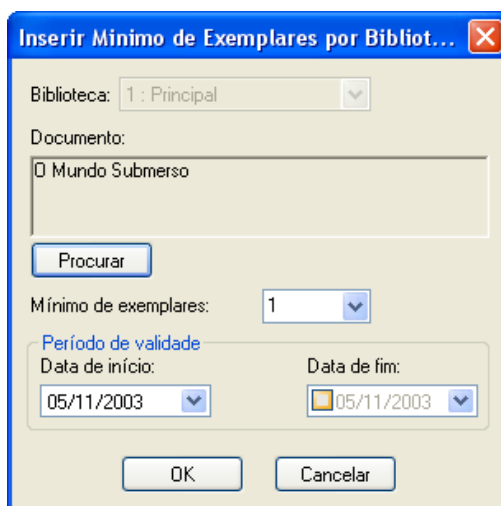 Inserir Minimo de Exemplares por Bibliot...
Biblioteca: 1 : Principal
Documento:
O Mundo Submerso
Procurar
Mínimo de exemplares: 1
Período de validade
Data de início: Data de fim:
05/11/2003 05/11/2003
OK Cancelar